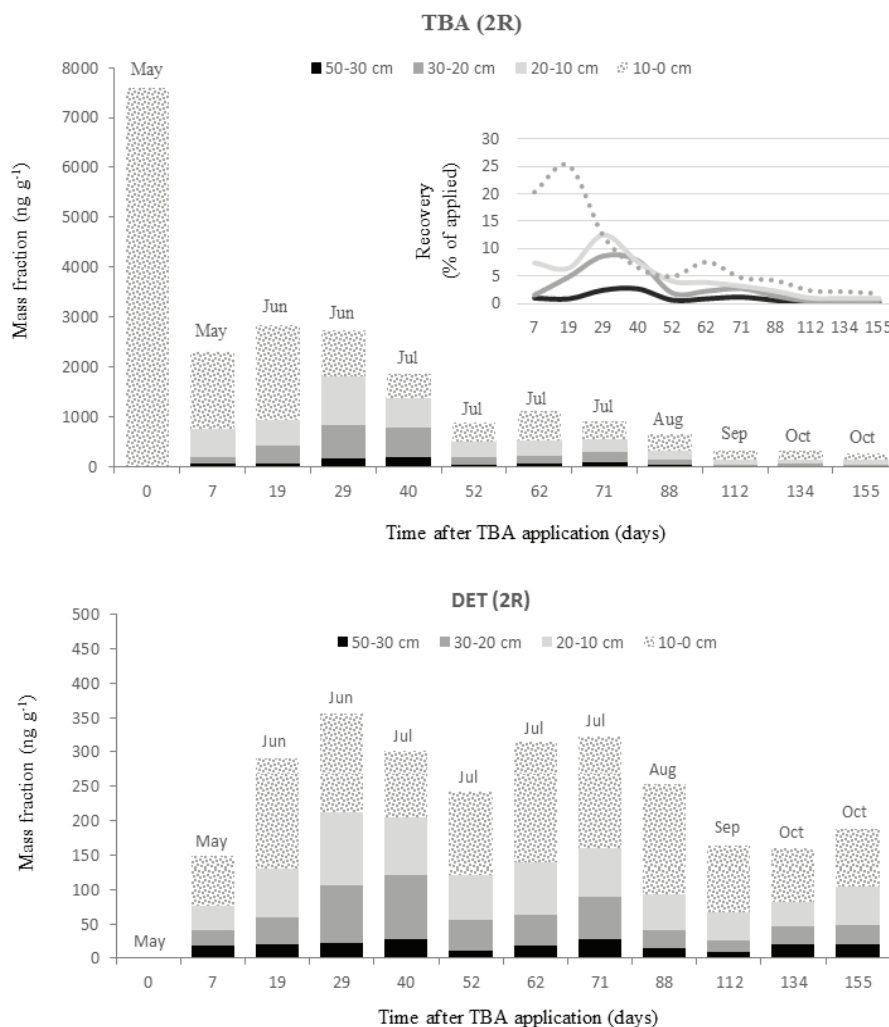 TBA (2R)
50-30 cm 30-20 cm 20-10 cm 10-0 cm
8000
7000
6000
5000
4000
3000
2000
1000
0
Mass fraction (ng g-1)
May
May
Jun
Jun
Jul
Jul
Jul
Jul
Aug
Sep
Oct
Oct
30
25
20
15
10
5
0
Recovery
(% of applied)
7 19 29 40 52 62 71 88 112 134 155
0 7 19 29 40 52 62 71 88 112 134 155
Time after TBA application (days)
DET (2R)
50-30 cm 30-20 cm 20-10 cm 10-0 cm
500
450
400
350
300
250
200
150
100
50
0
Mass fraction (ng g-1)
May
May
Jun
Jun
Jul
Jul
Jul
Jul
Aug
Sep
Oct
Oct
0 7 19 29 40 52 62 71 88 112 134 155
Time after TBA application (days)